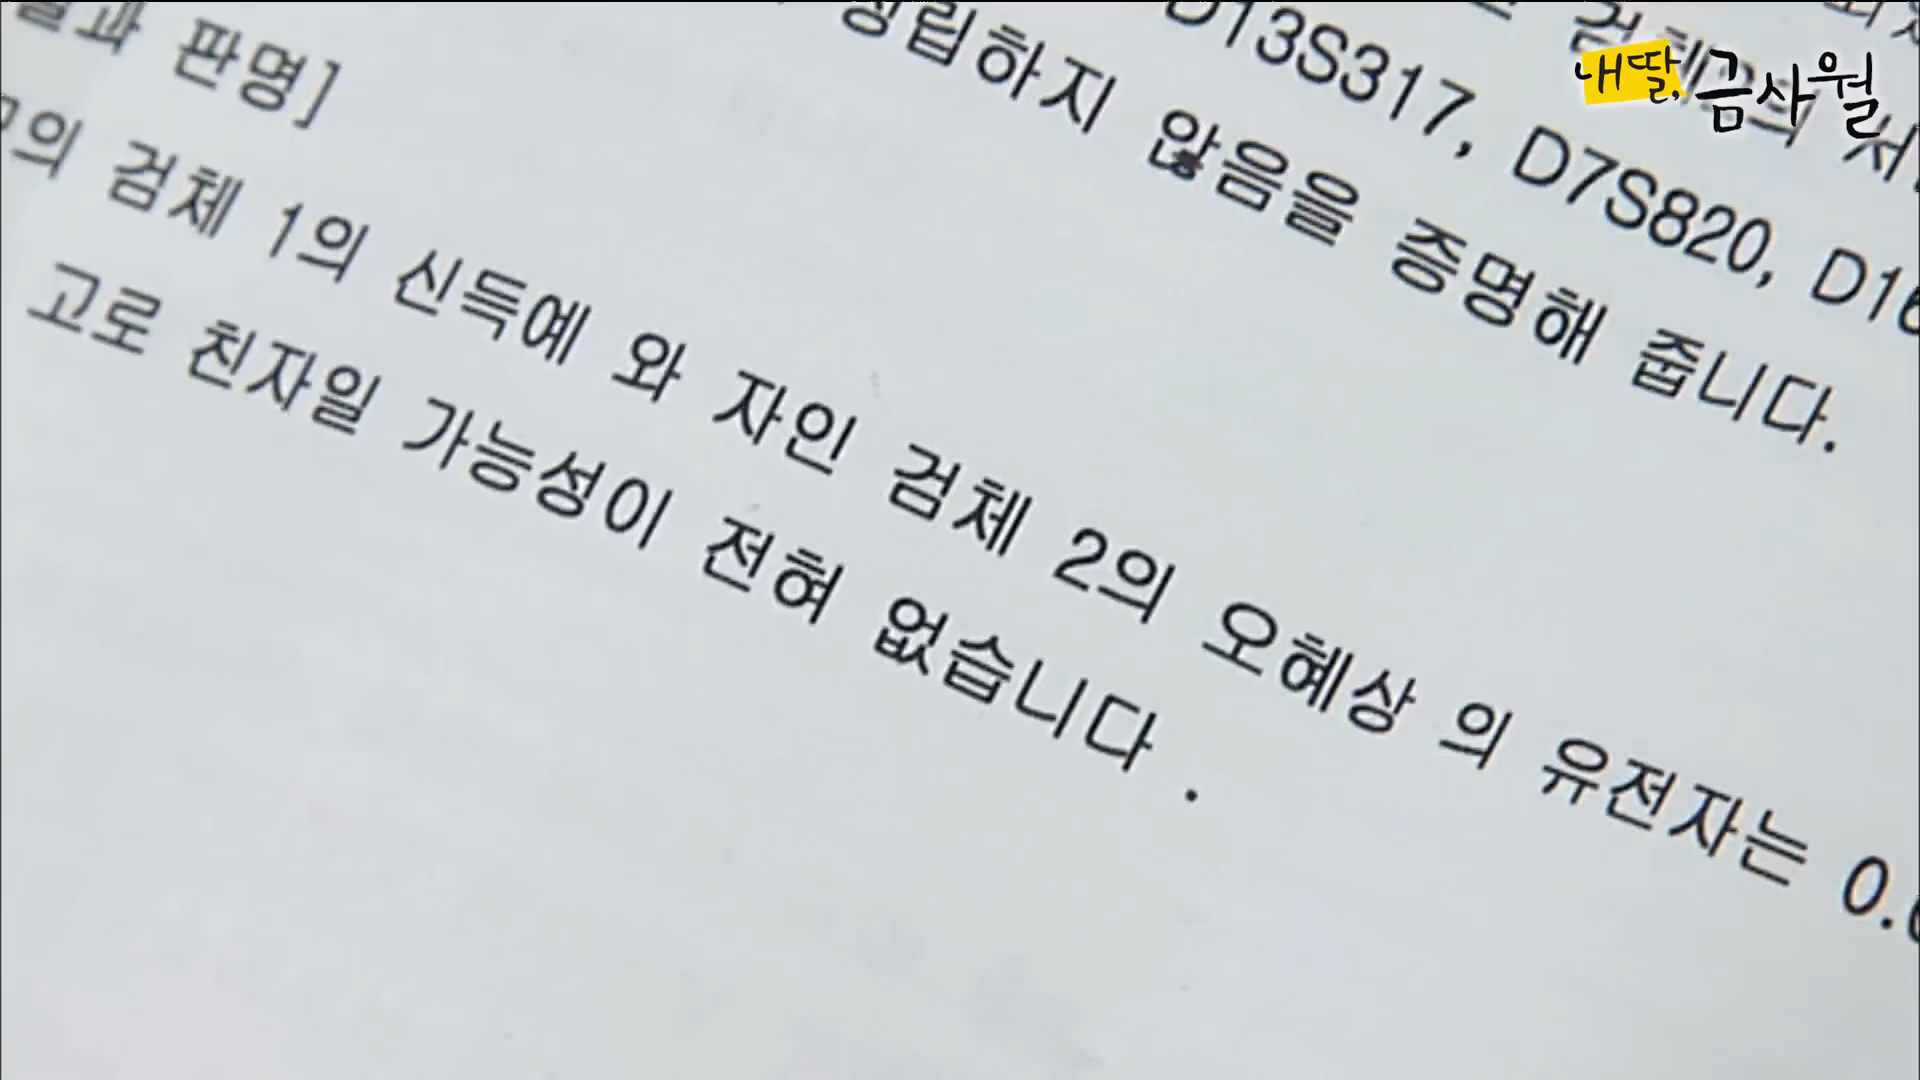 내 딸, 금사월
D13S317, D7S820,
성립하지 않음을 증명해 줍니다.
결과 판명]
모의 검체 1의 신득예 와 자인 검체 2의 오혜상 의 유전자는
고로 친자일 가능성이 전혀 없습니다 .